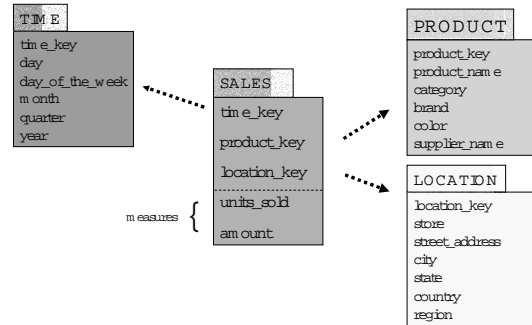 TIME
time_key
day
day_of_the_week
month
quarter
year
SALES
time_key
product_key
location_key
measures {
units_sold
amount
PRODUCT
product_key
product_name
category
brand
color
supplier_name
LOCATION
location_key
store
street_address
city
state
country
region